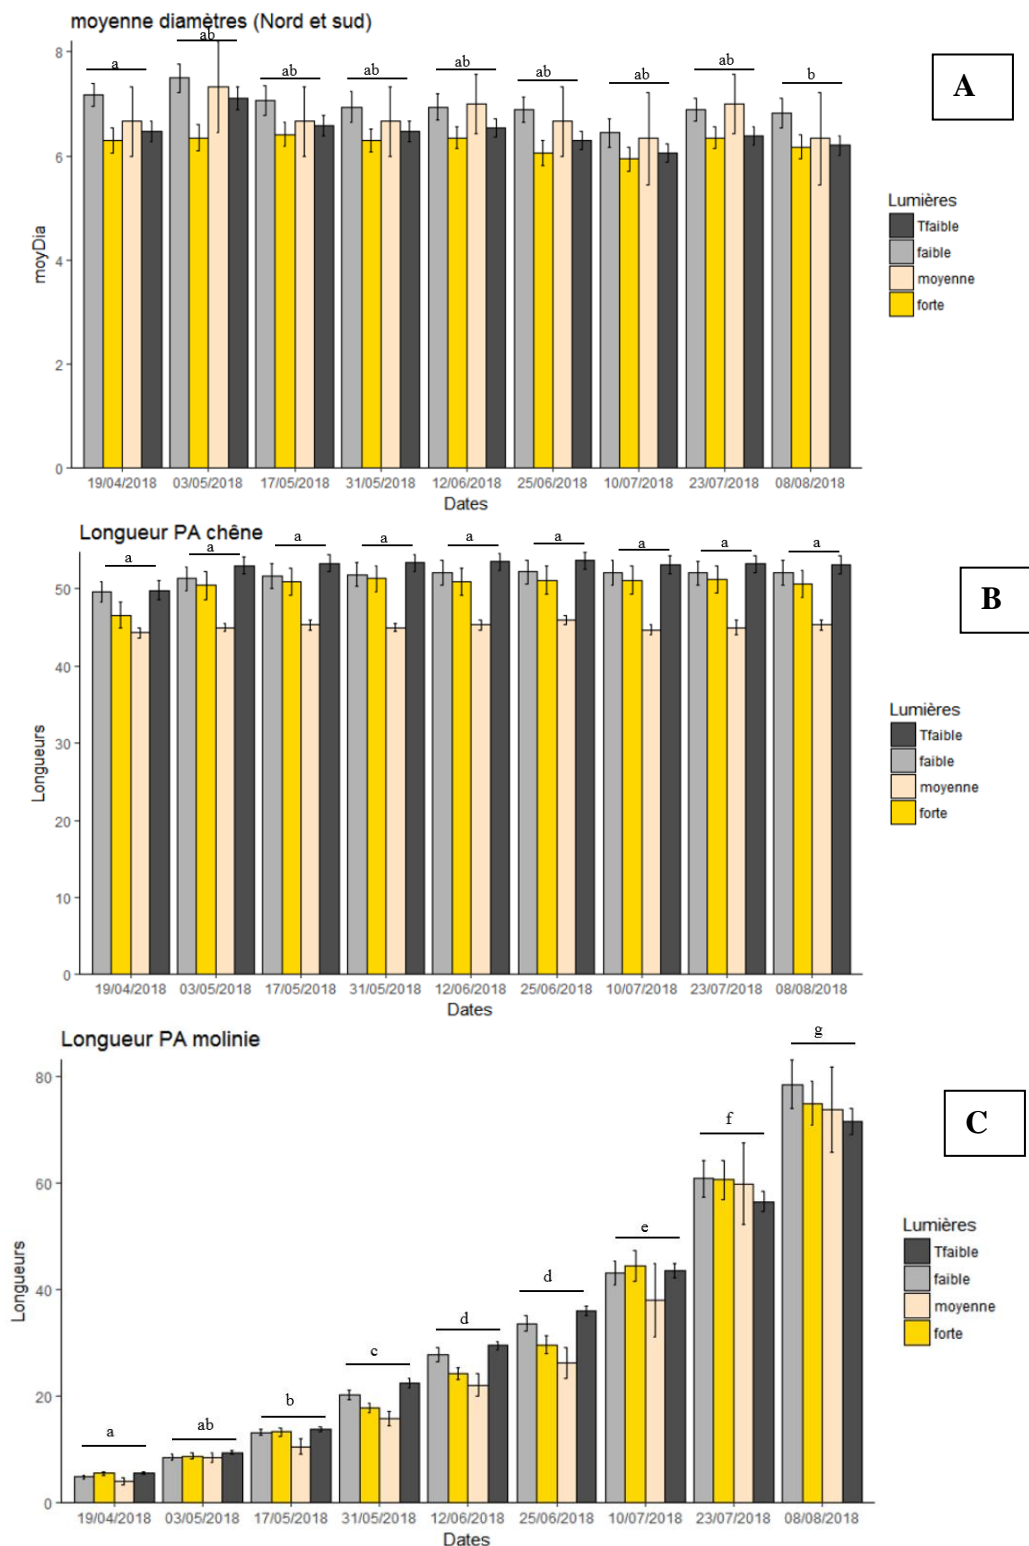 moyenne diamètres (Nord et sud)
A
8
6
4
2
0
moyDia
a
ab
ab
ab
ab
ab
ab
ab
b
19/04/2018 03/05/2018 17/05/2018 31/05/2018 12/06/2018 25/06/2018 10/07/2018 23/07/2018 08/08/2018
Dates
Lumières
Tfaible
faible
moyenne
forte
Longueur PA chêne
B
50
40
30
20
10
0
Longueurs
a
a
a
a
a
a
a
a
a
19/04/2018 03/05/2018 17/05/2018 31/05/2018 12/06/2018 25/06/2018 10/07/2018 23/07/2018 08/08/2018
Dates
Lumières
Tfaible
faible
moyenne
forte
Longueur PA molinie
C
80
60
40
20
0
Longueurs
a
ab
b
c
d
d
e
f
g
19/04/2018 03/05/2018 17/05/2018 31/05/2018 12/06/2018 25/06/2018 10/07/2018 23/07/2018 08/08/2018
Dates
Lumières
Tfaible
faible
moyenne
forte